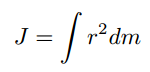 J = ∫ r²dm